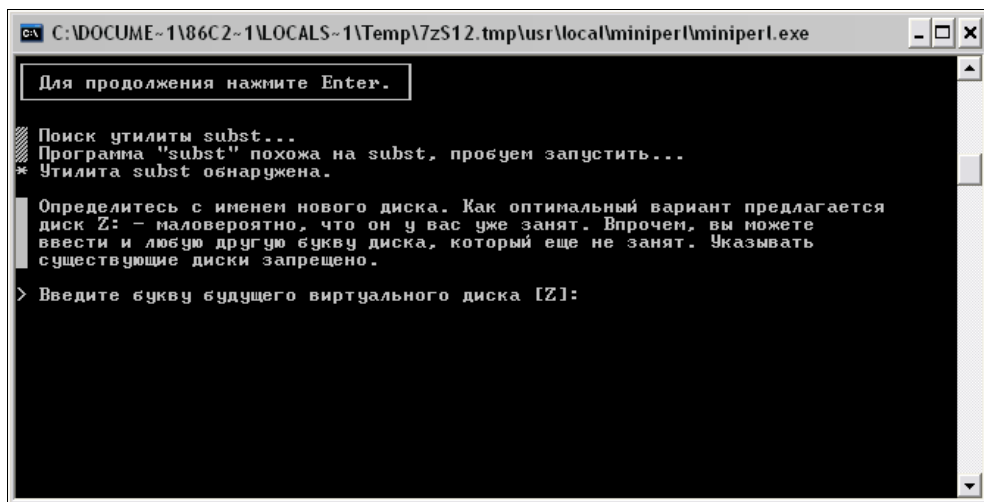 C:\DOCUME~1\86C2~1\LOCALS~1\Temp\7zS12.tmp\usr\local\miniperl\miniperl.exe
Для продолжения нажмите Enter.
Поиск утилиты subst...
Программа "subst" похожа на subst, пробуем запустить...
* Утилита subst обнаружена.
Определитесь с именем нового диска. Как оптимальный вариант предлагается
диск Z: - маловероятно, что он у вас уже занят. Впрочем, вы можете
ввести и любую другую букву диска, который еще не занят. Указывать
существующие диски запрещено.
> Введите букву будущего виртуального диска [Z]: